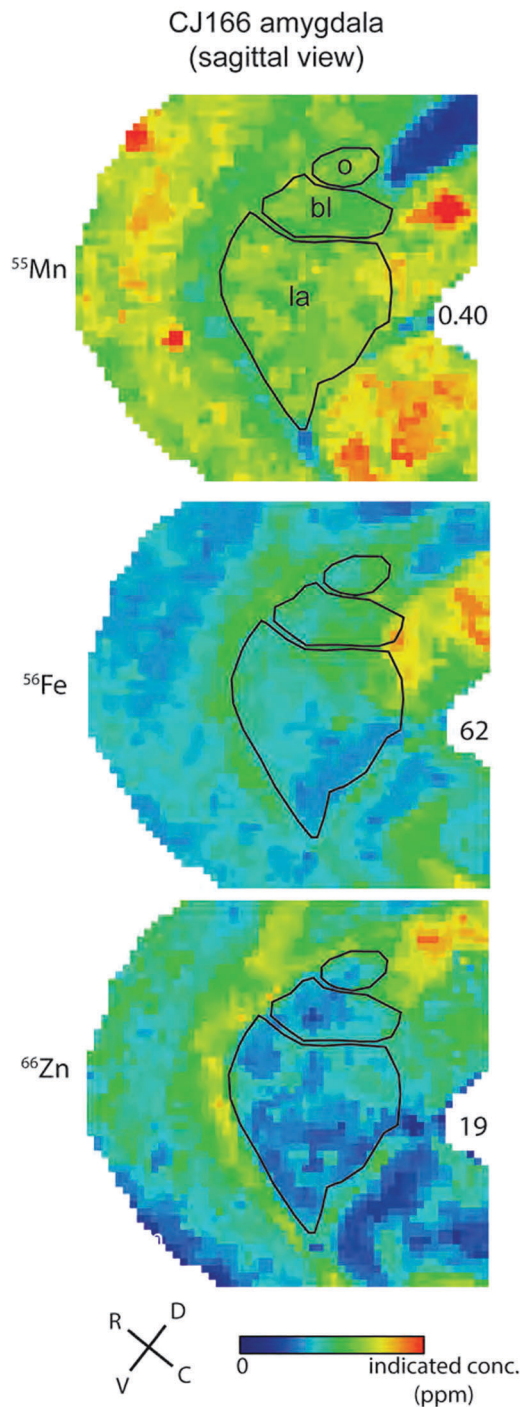 CJ166 amygdala
(sagittal view)
o
bl
⁵⁵Mn
la
0.40
⁵⁶Fe
62
⁶⁶Zn
19
R D
V C
0 indicated conc.
(ppm)